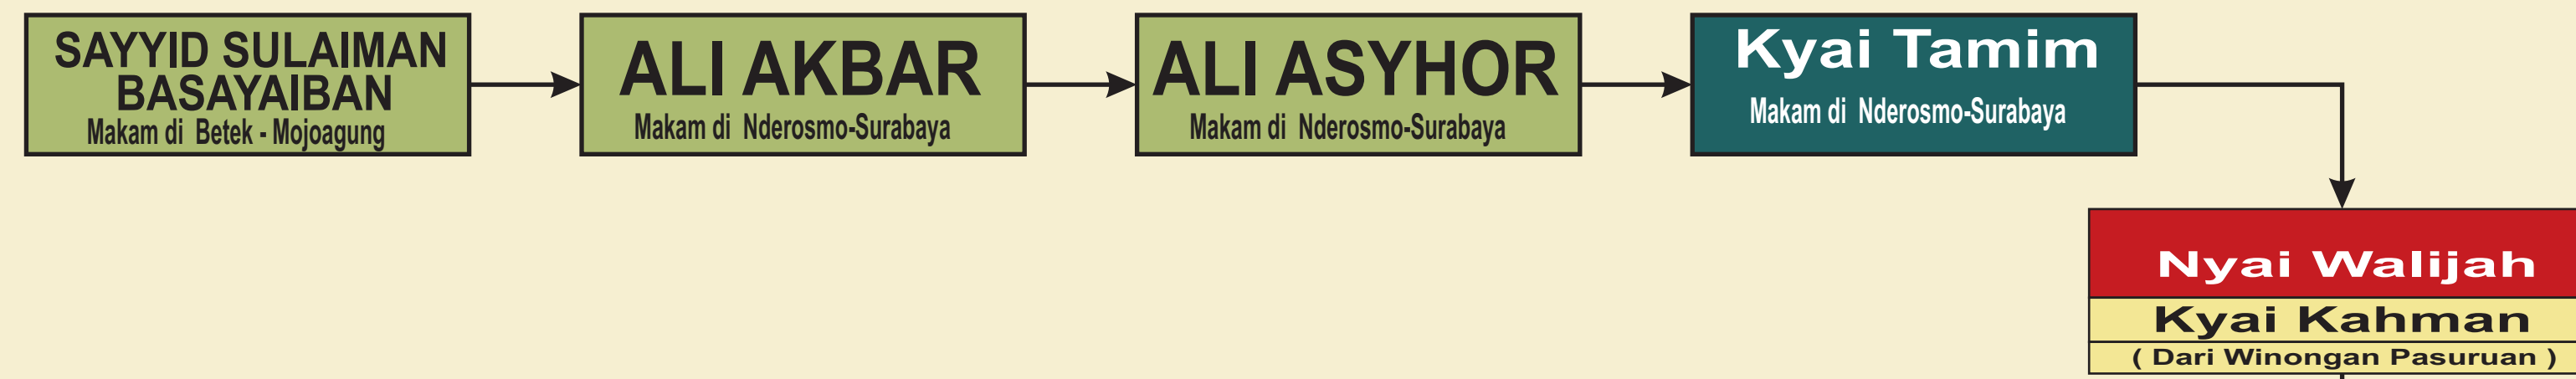 SAYYID SULAIMAN
BASAYAIBAN
Makam di Betek - Mojoagung
ALI AKBAR
Makam di Nderosmo-Surabaya
ALI ASYHOR
Makam di Nderosmo-Surabaya
Kyai Tamim
Makam di Nderosmo-Surabaya
Nyai Walijah
Kyai Kahman
( Dari Winongan Pasuruan )